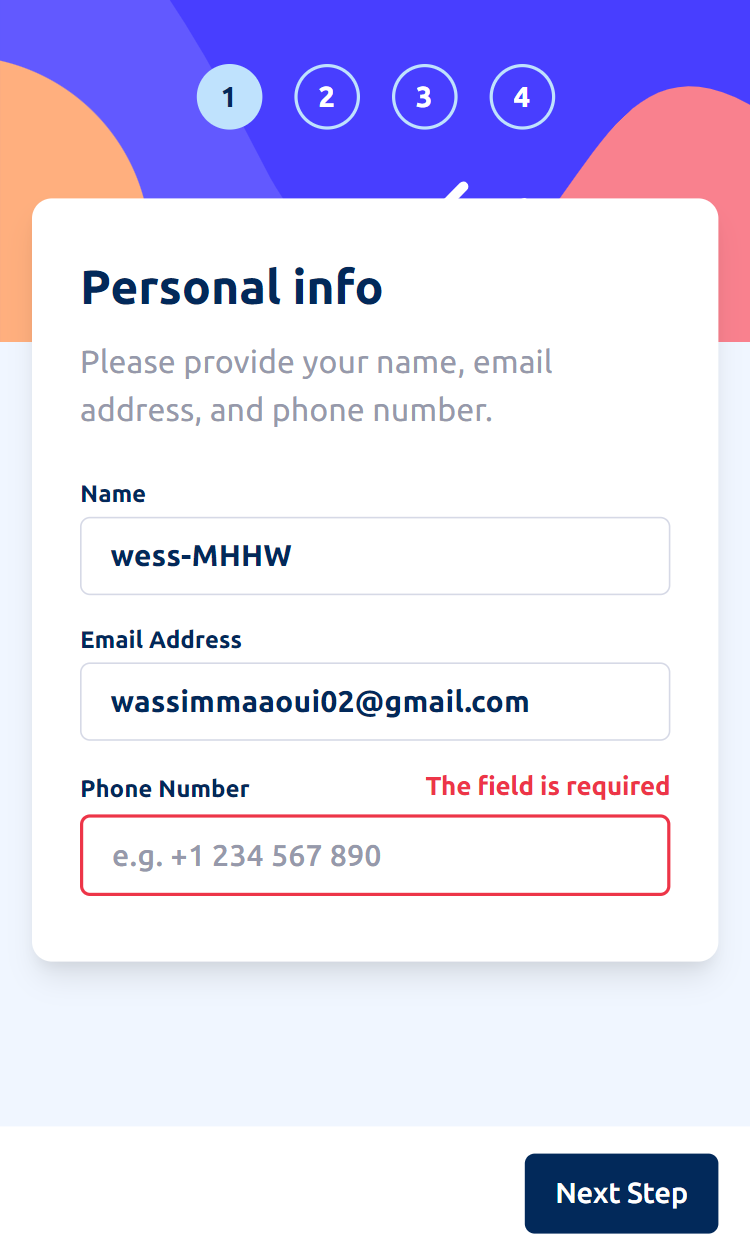 1 2 3 4
Personal info
Please provide your name, email
address, and phone number.
Name
wess-MHHW
Email Address
wassimmaaoui02@gmail.com
Phone Number The field is required
e.g. +1 234 567 890
Next Step